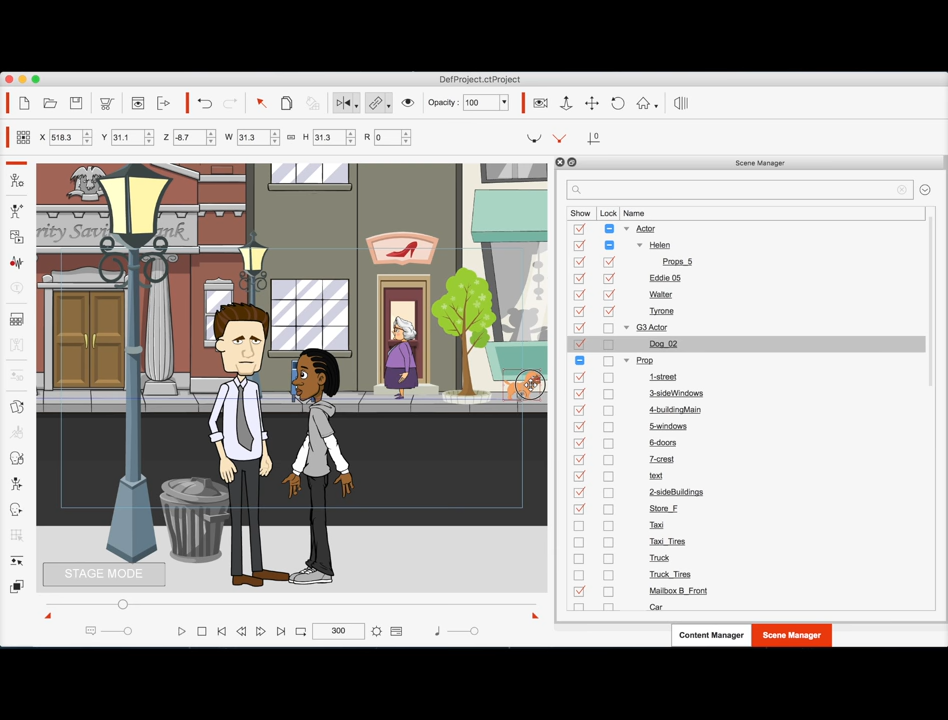 DefProject.ctProject
Opacity : 100
X 518.3 Y 31.1 Z -8.7 W 31.3 H 31.3 R 0
0
Scene Manager
rity Savi nk
Show Lock Name
Actor
Helen
Props_5
Eddie 05
Walter
Tyrone
G3 Actor
Dog_02
Prop
1-street
3-sideWindows
4-buildingMain
5-windows
6-doors
7-crest
text
2-sideBuildings
Store_F
Taxi
Taxi_Tires
Truck
Truck_Tires
Mailbox B_Front
Car
STAGE MODE
300
Content Manager Scene Manager